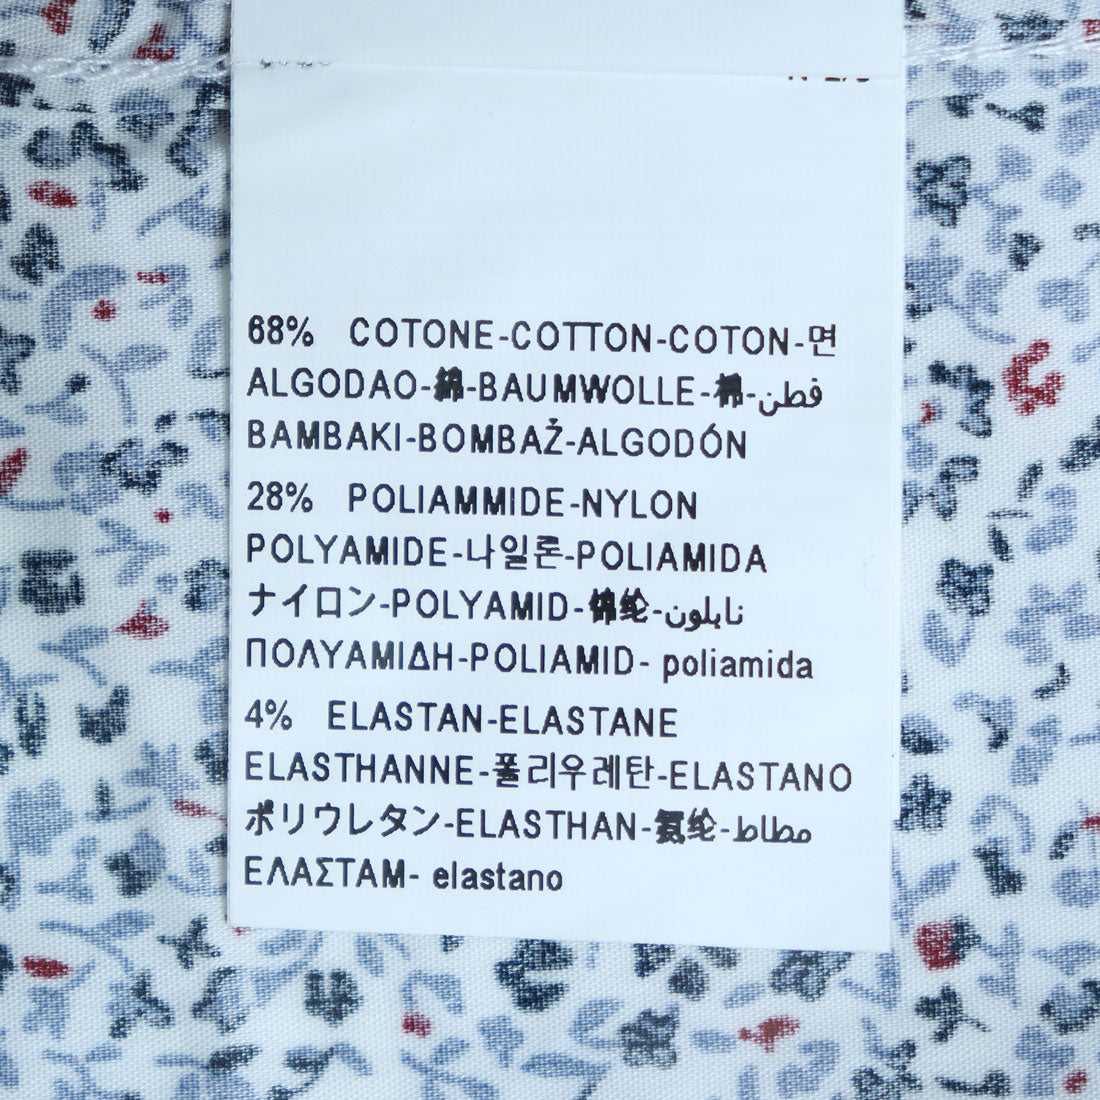 68% COTONE-COTTON-COTON-면
ALGODAO-綿-BAUMWOLLE-棉-قطن
BAMBAKI-BOMBAŽ-ALGODÓN
28% POLIAMMIDE-NYLON
POLYAMIDE-나일론-POLIAMIDA
ナイロン-POLYAMID-锦纶-نايلون
ΠΟΛΥΑΜΙΔΗ-POLIAMID- poliamida
4% ELASTAN-ELASTANE
ELASTHANNE-폴리우레탄-ELASTANO
ポリウレタン-ELASTHAN-氨纶-مطاط
ΕΛΑΣΤΑΜ- elastano